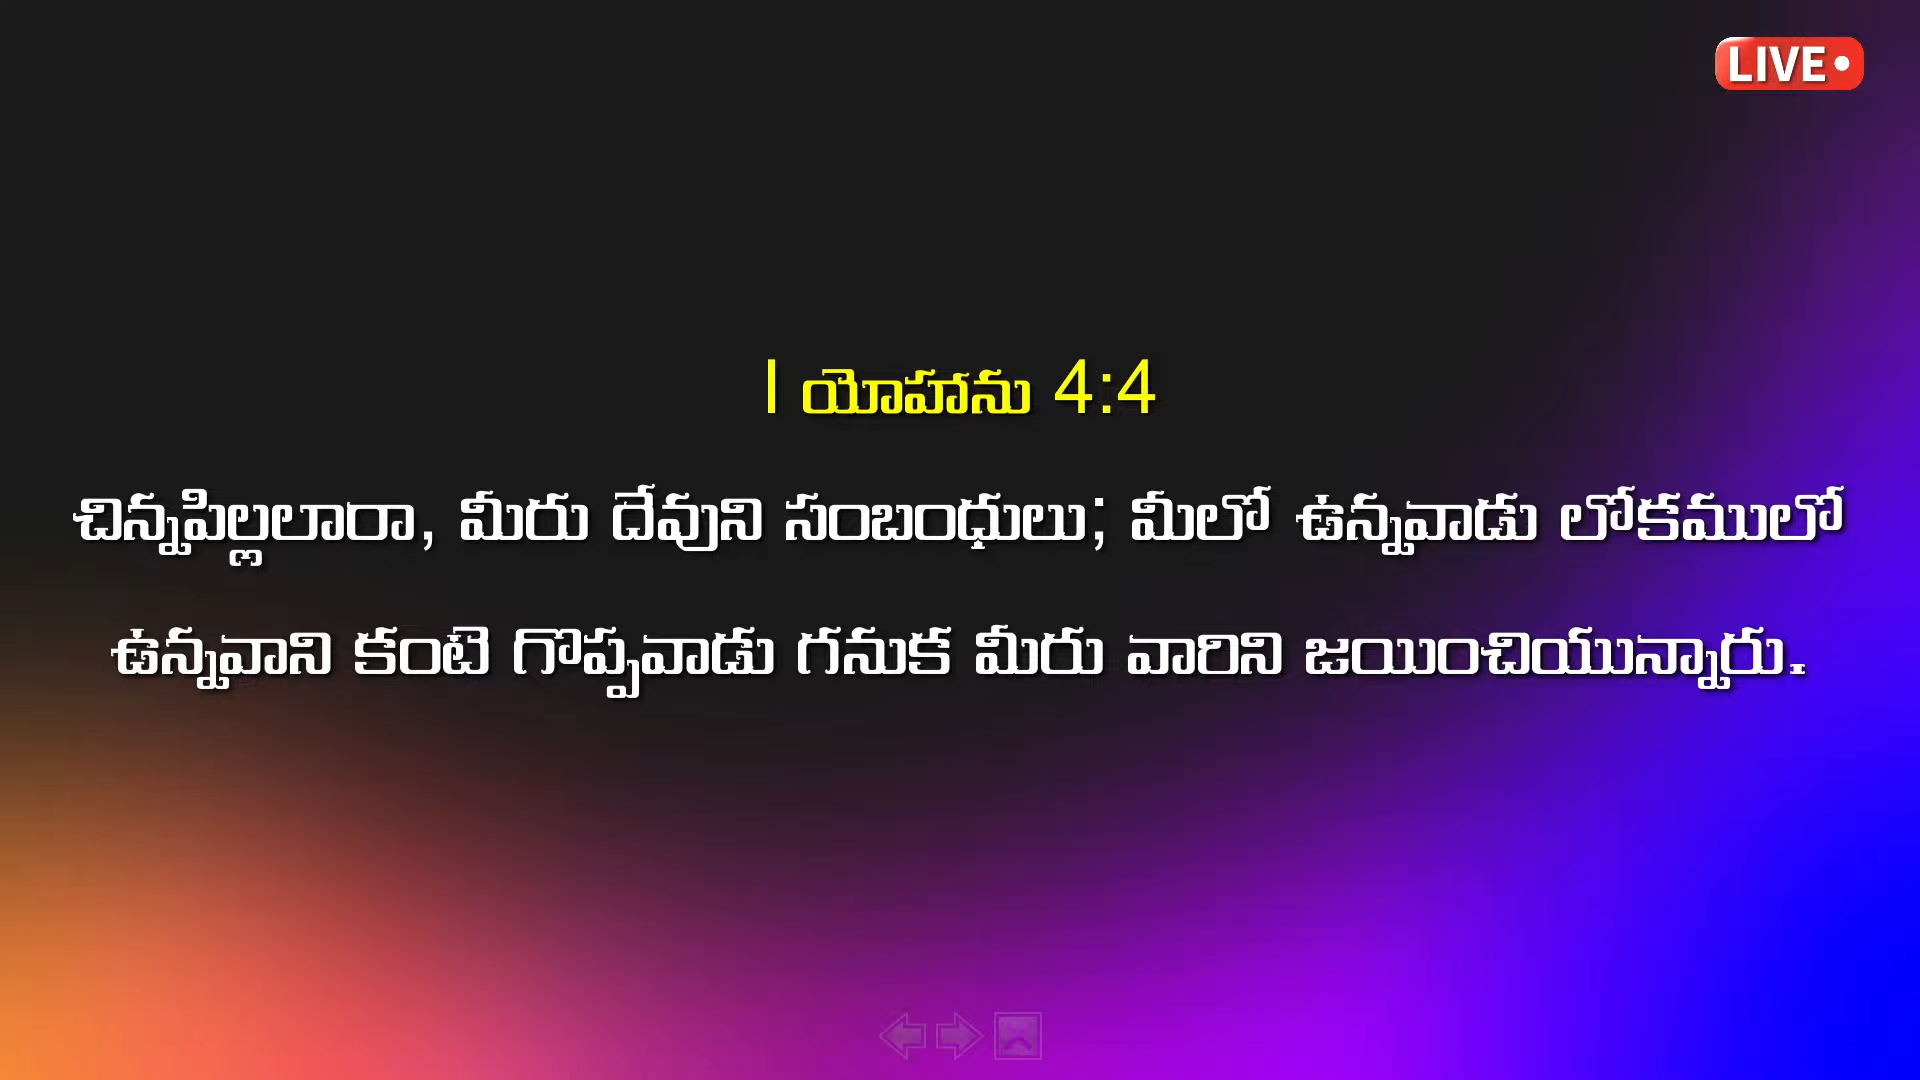 LIVE
I యోహాను 4:4
చిన్నపిల్లలారా, మీరు దేవుని సంబంధులు; మీలో ఉన్నవాడు లోకములో
ఉన్నవాని కంటె గొప్పవాడు గనుక మీరు వారిని జయించియున్నారు.